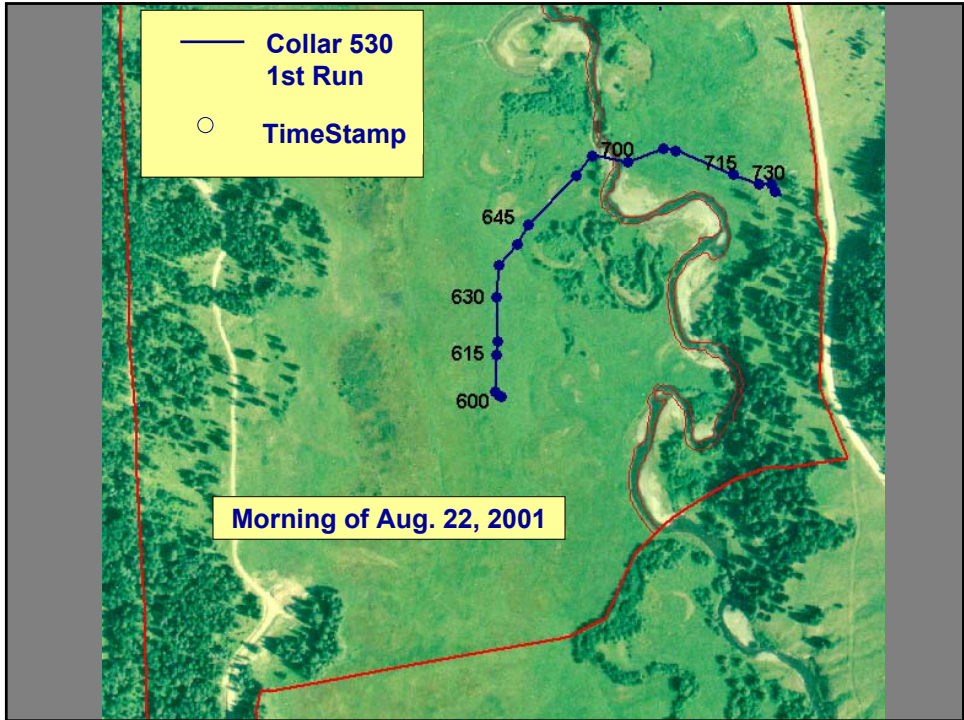 Collar 530
1st Run
TimeStamp
700
715
730
645
630
615
600
Morning of Aug. 22, 2001